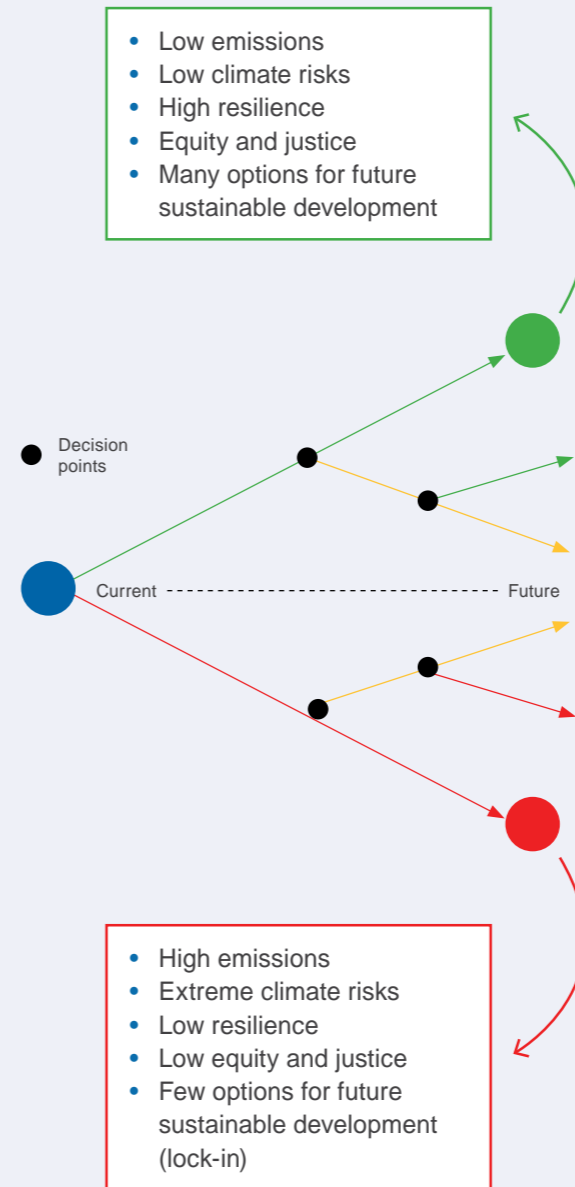 • Low emissions
• Low climate risks
• High resilience
• Equity and justice
• Many options for future
sustainable development
Decision
points
Current
Future
• High emissions
• Extreme climate risks
• Low resilience
• Low equity and justice
• Few options for future
sustainable development
(lock-in)